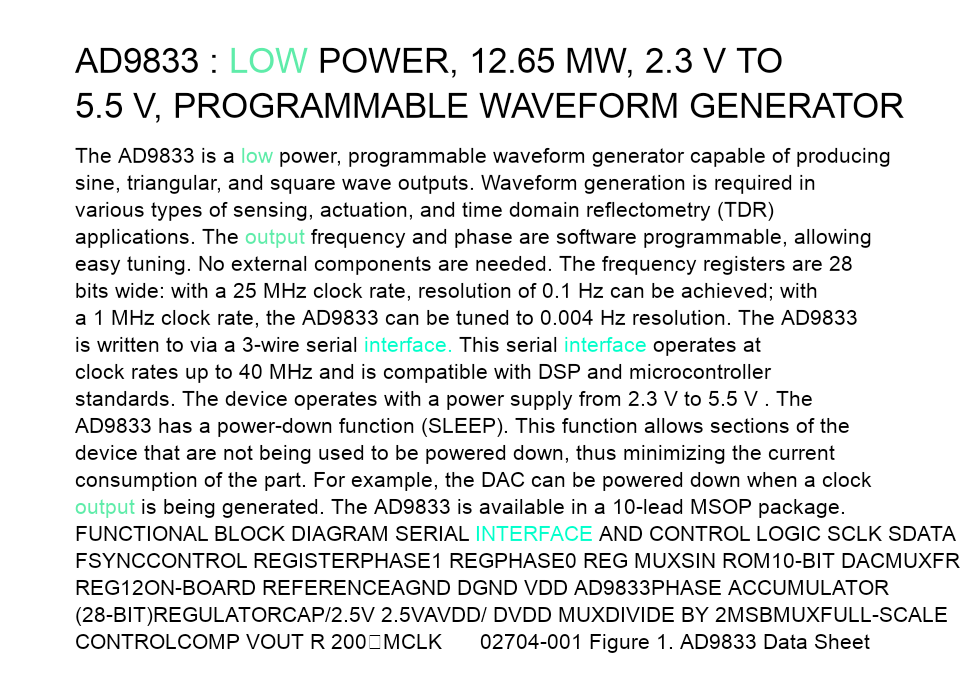 AD9833 : LOW POWER, 12.65 MW, 2.3 V TO
5.5 V, PROGRAMMABLE WAVEFORM GENERATOR
The AD9833 is a low power, programmable waveform generator capable of producing
sine, triangular, and square wave outputs. Waveform generation is required in
various types of sensing, actuation, and time domain reflectometry (TDR)
applications. The output frequency and phase are software programmable, allowing
easy tuning. No external components are needed. The frequency registers are 28
bits wide: with a 25 MHz clock rate, resolution of 0.1 Hz can be achieved; with
a 1 MHz clock rate, the AD9833 can be tuned to 0.004 Hz resolution. The AD9833
is written to via a 3-wire serial interface. This serial interface operates at
clock rates up to 40 MHz and is compatible with DSP and microcontroller
standards. The device operates with a power supply from 2.3 V to 5.5 V . The
AD9833 has a power-down function (SLEEP). This function allows sections of the
device that are not being used to be powered down, thus minimizing the current
consumption of the part. For example, the DAC can be powered down when a clock
output is being generated. The AD9833 is available in a 10-lead MSOP package.
FUNCTIONAL BLOCK DIAGRAM SERIAL INTERFACE AND CONTROL LOGIC SCLK SDATA
FSYNCCONTROL REGISTERPHASE1 REGPHASE0 REG MUXSIN ROM10-BIT DACMUXFR
REG12ON-BOARD REFERENCEAGND DGND VDD AD9833PHASE ACCUMULATOR
(28-BIT)REGULATORCAP/2.5V 2.5VAVDD/ DVDD MUXDIVIDE BY 2MSBMUXFULL-SCALE
CONTROLCOMP VOUT R 200□MCLK 02704-001 Figure 1. AD9833 Data Sheet